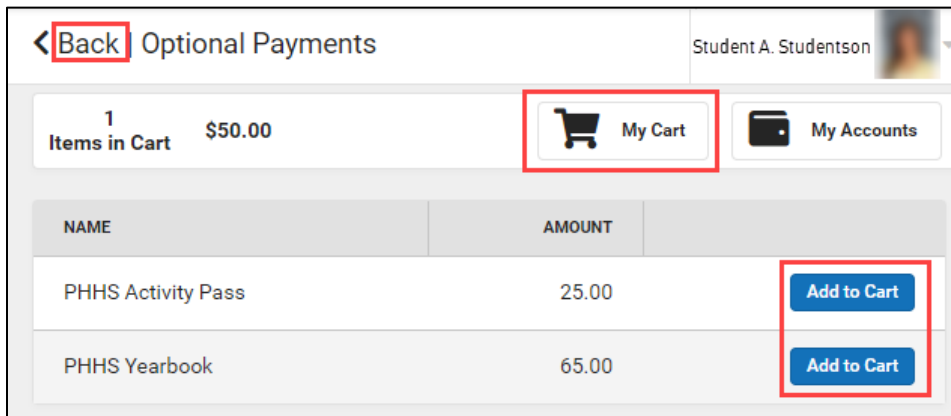 Back | Optional Payments
Student A. Studentson
1
Items in Cart
$50.00
My Cart
My Accounts
NAME AMOUNT
PHHS Activity Pass 25.00 Add to Cart
PHHS Yearbook 65.00 Add to Cart